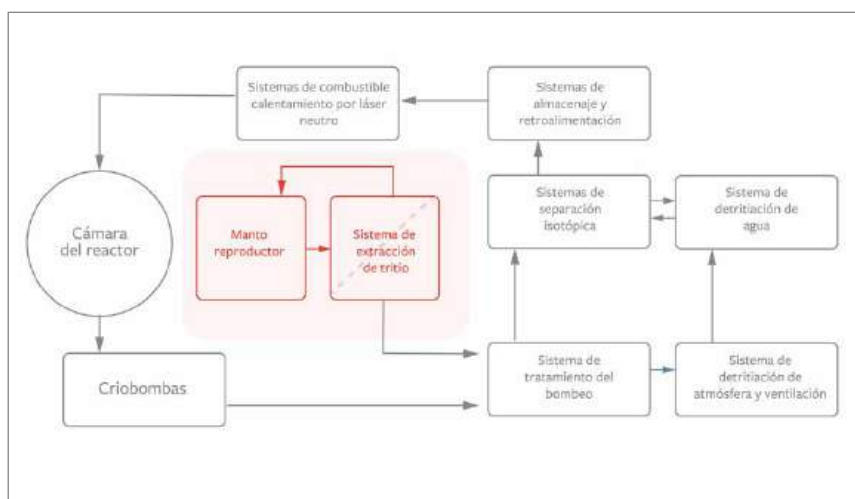 Sistemas de combustible
calentamiento por láser
neutro
Sistemas de
almacenaje y
retroalimentación
Cámara
del reactor
Manto
reproductor
Sistema de
extracción
de tritio
Sistemas de
separación
isotópica
Sistema de
detritiación de
agua
Criobombas
Sistema de
tratamiento del
bombeo
Sistema de
detritiación de
atmósfera y ventilación